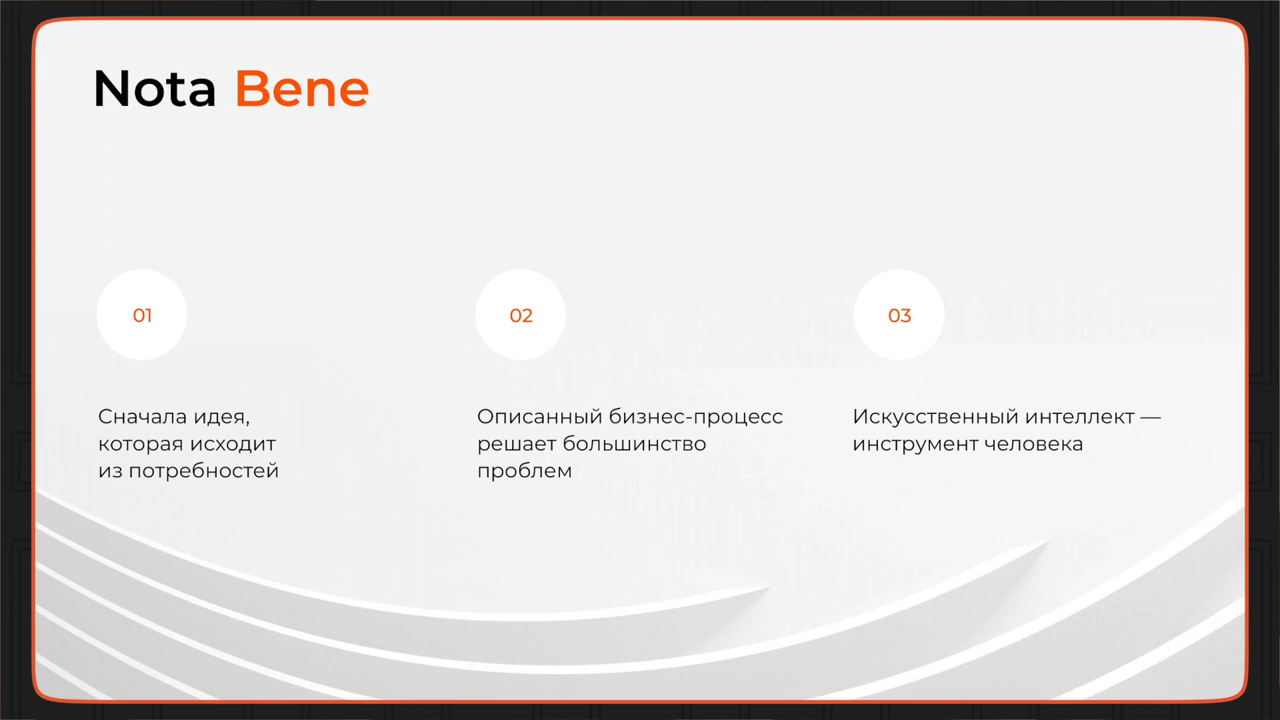 Nota Bene
01
Сначала идея,
которая исходит
из потребностей
02
Описанный бизнес-процесс
решает большинство
проблем
03
Искусственный интеллект —
инструмент человека